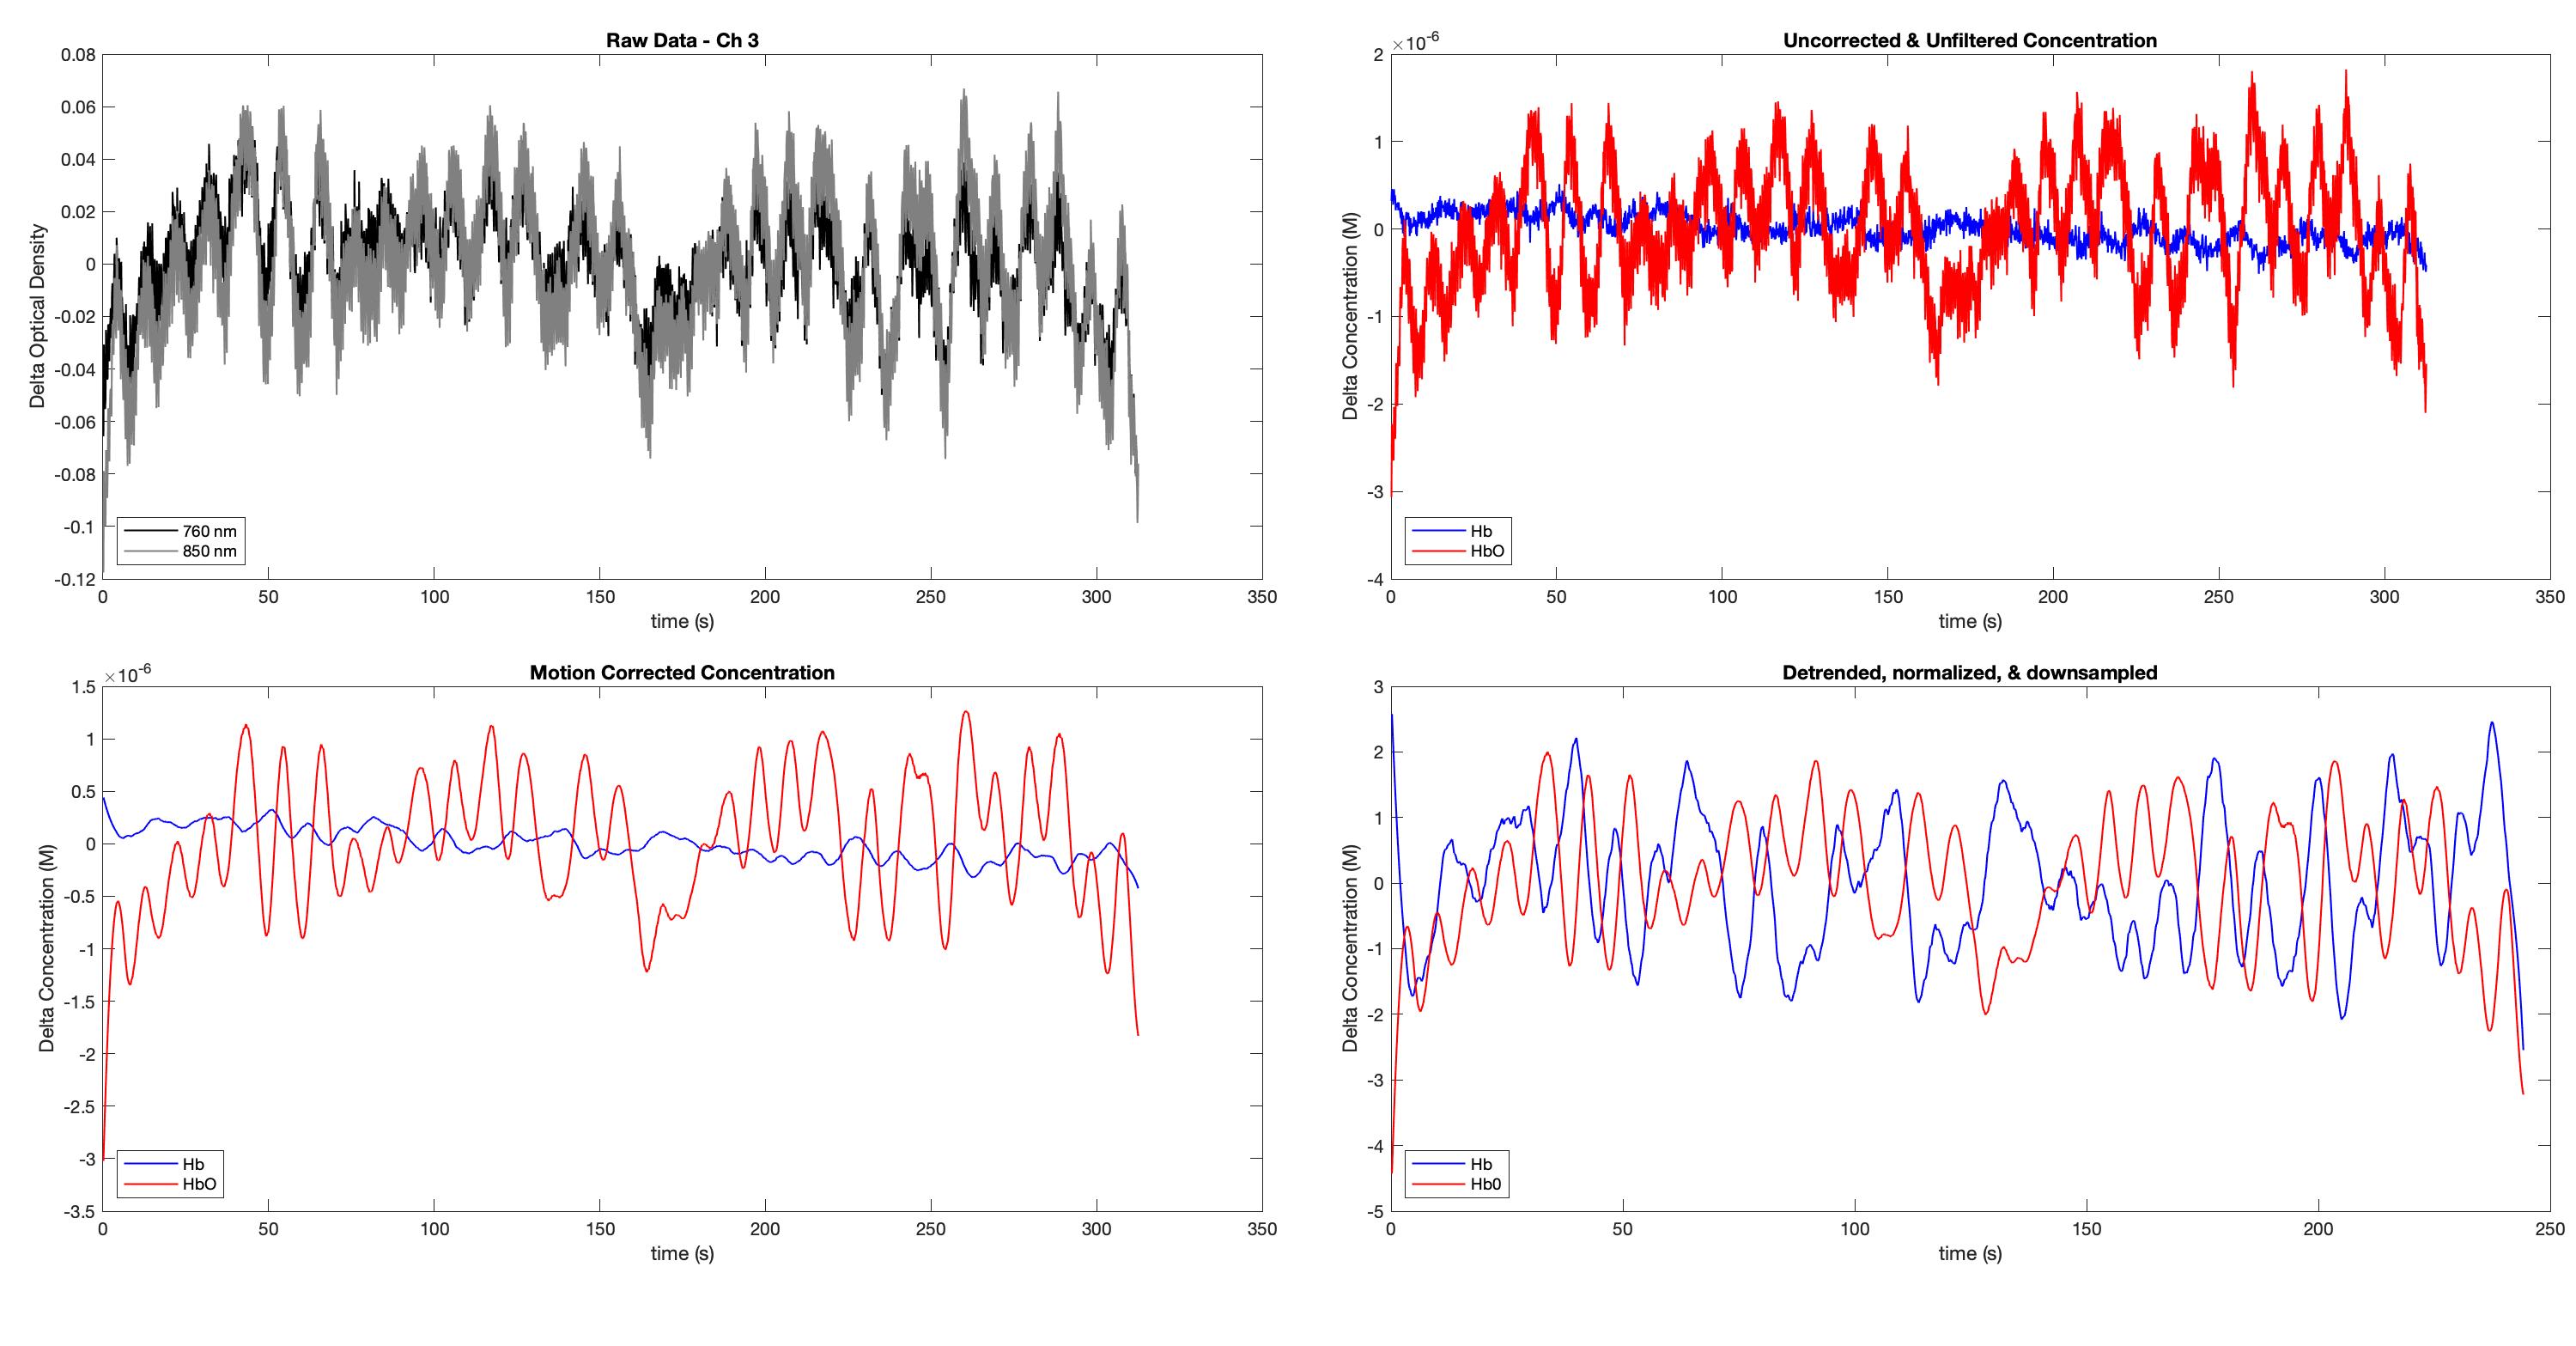 Raw Data - Ch 3
0.08
0.06
0.04
0.02
0
-0.02
-0.04
-0.06
-0.08
-0.1
-0.12
Delta Optical Density
760 nm
850 nm
0 50 100 150 200 250 300 350
time (s)
Uncorrected & Unfiltered Concentration
×10-6
2
1
0
-1
-2
-3
-4
Delta Concentration (M)
Hb
HbO
0 50 100 150 200 250 300 350
time (s)
Motion Corrected Concentration
×10-6
1.5
1
0.5
0
-0.5
-1
-1.5
-2
-2.5
-3
-3.5
Delta Concentration (M)
Hb
HbO
0 50 100 150 200 250 300 350
time (s)
Detrended, normalized, & downsampled
3
2
1
0
-1
-2
-3
-4
-5
Delta Concentration (M)
Hb
Hb0
0 50 100 150 200 250
time (s)